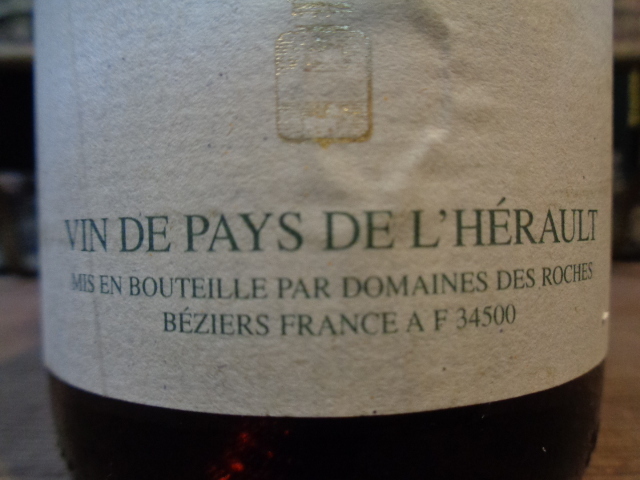 VIN DE PAYS DE L'HÉRAULT
MIS EN BOUTEILLE PAR DOMAINES DES ROCHES
BÉZIERS FRANCE A F 34500